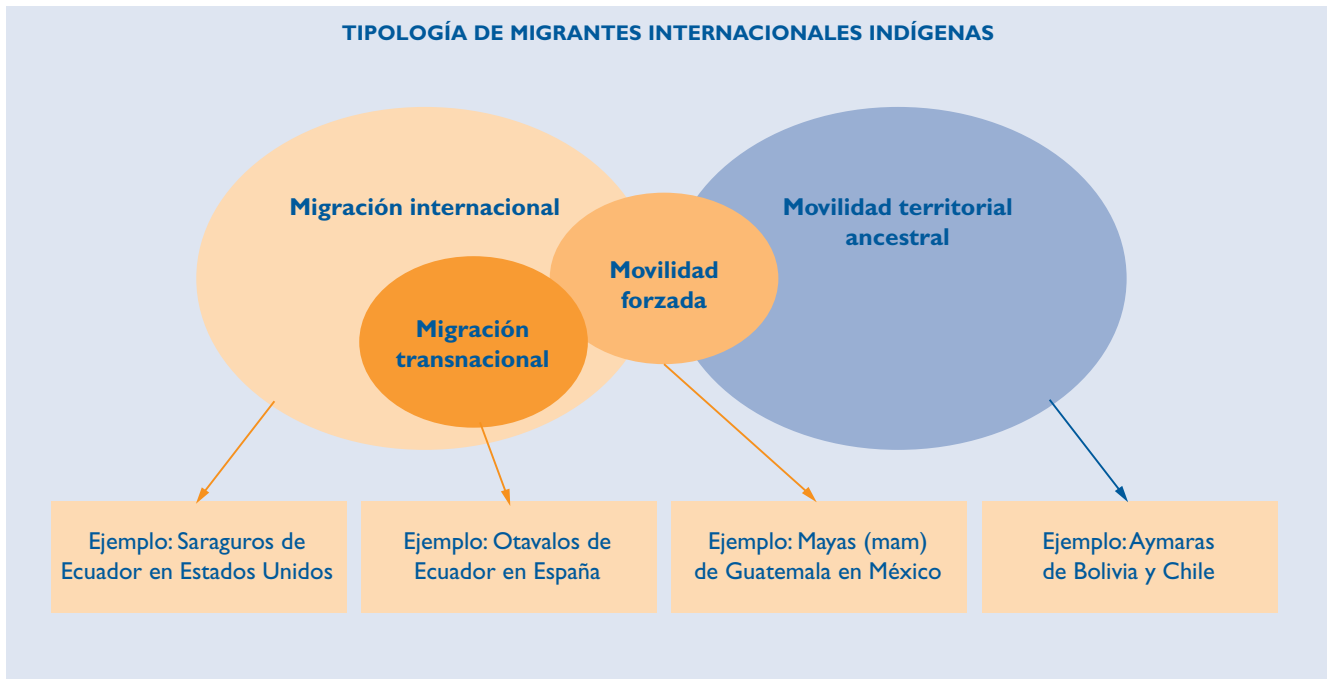 TIPOLOGÍA DE MIGRANTES INTERNACIONALES INDÍGENAS
Migración internacional
Movilidad territorial
ancestral
Movilidad
forzada
Migración
transnacional
Ejemplo: Saraguros de
Ecuador en Estados Unidos
Ejemplo: Otavalos de
Ecuador en España
Ejemplo: Mayas (mam)
de Guatemala en México
Ejemplo: Aymaras
de Bolivia y Chile